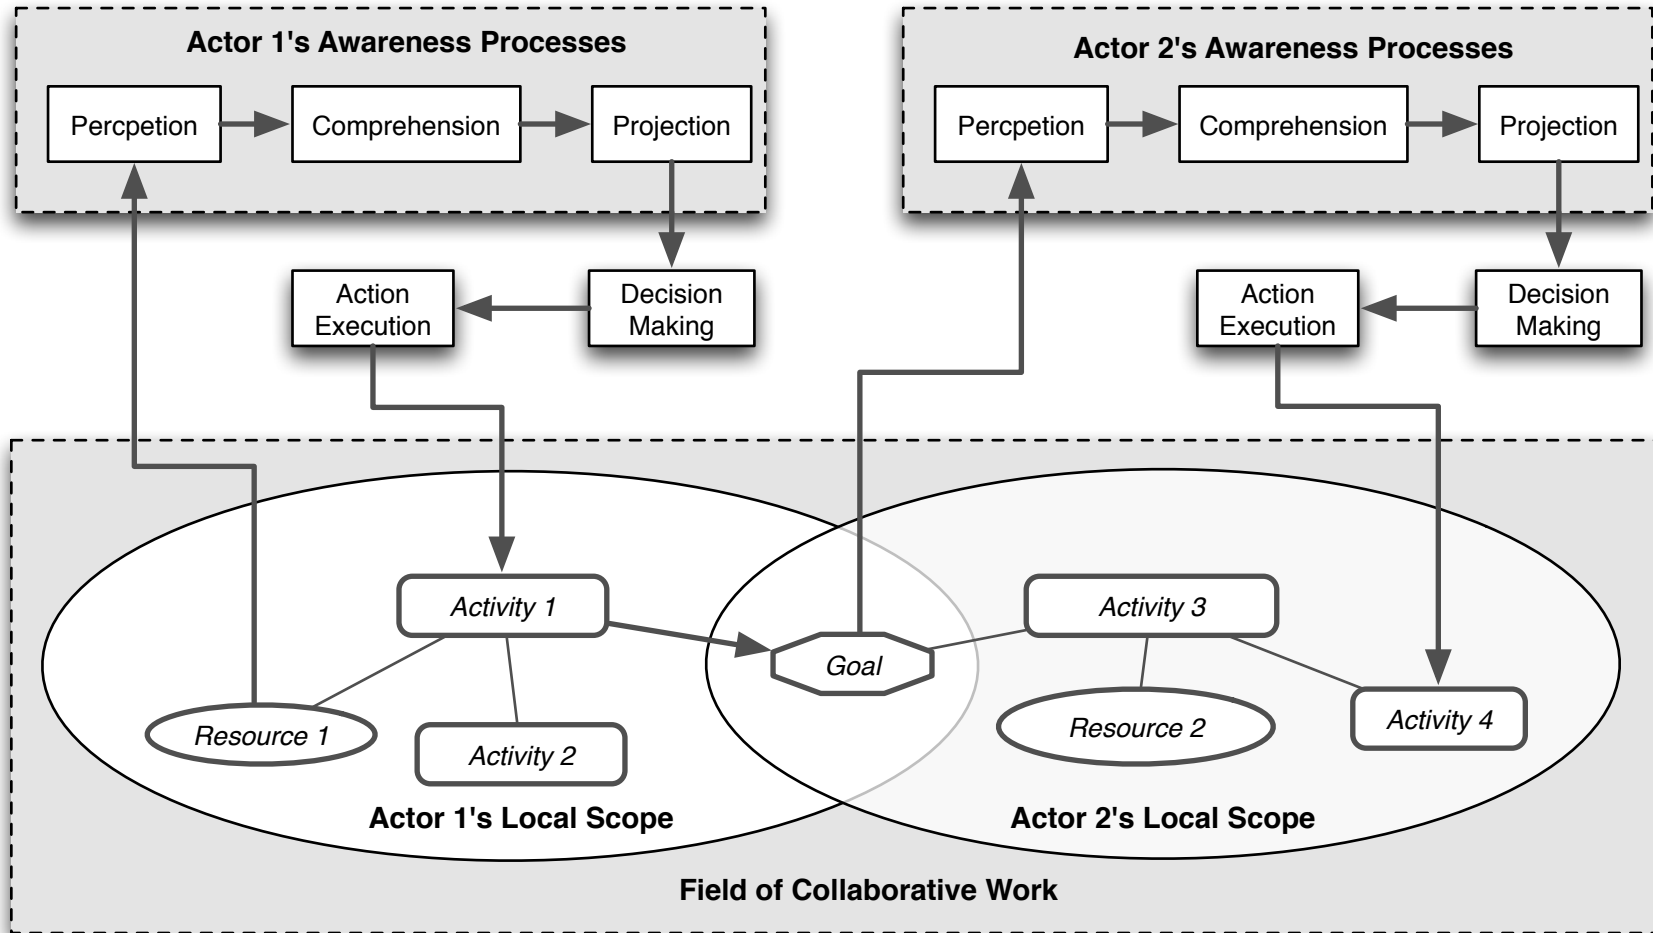 Actor 1's Awareness Processes
Percpetion
Comprehension
Projection
Action
Execution
Decision
Making
Actor 2's Awareness Processes
Percpetion
Comprehension
Projection
Action
Execution
Decision
Making
Activity 1
Resource 1
Activity 2
Actor 1's Local Scope
Goal
Activity 3
Resource 2
Activity 4
Actor 2's Local Scope
Field of Collaborative Work